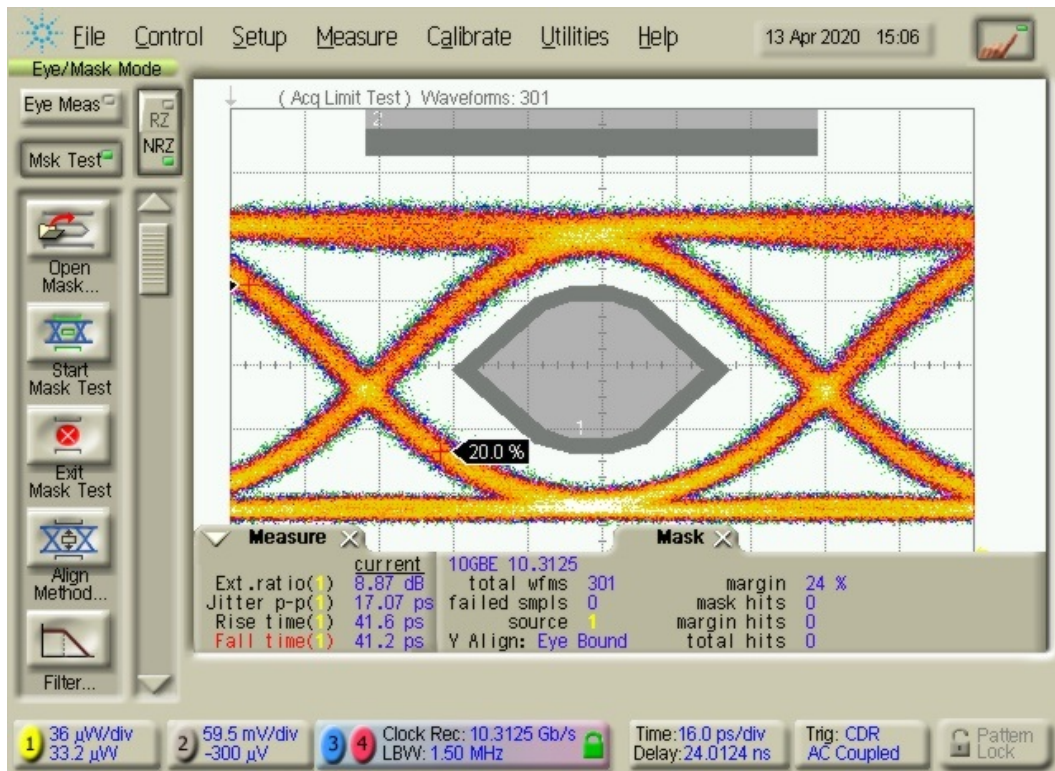 File Control Setup Measure Calibrate Utilities Help 13 Apr 2020 15:06
Eye/Mask Mode
Eye Meas
RZ
NRZ
Msk Test
( Acq Limit Test ) Waveforms: 301
2
Open
Mask...
Start
Mask Test
1
20.0 %
Exit
Mask Test
Align
Method...
Filter...
Measure
current
Ext.ratio(1) 8.87 dB
Jitter p-p(1) 17.07 ps
Rise time(1) 41.6 ps
Fall time(1) 41.2 ps
Mask
10GBE 10.3125
total wfms 301 margin 24 %
failed smpls 0 mask hits 0
source 1 margin hits 0
Y Align: Eye Bound total hits 0
1 36 µW/div
33.2 µW
2 59.5 mV/div
-300 µV
3 4 Clock Rec: 10.3125 Gb/s
LBW: 1.50 MHz
Time:16.0 ps/div
Delay:24.0124 ns
Trig: CDR
AC Coupled
Pattern
Lock